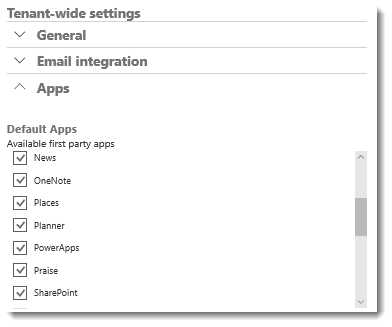 Tenant-wide settings
General
Email integration
Apps
Default Apps
Available first party apps
News
OneNote
Places
Planner
PowerApps
Praise
SharePoint